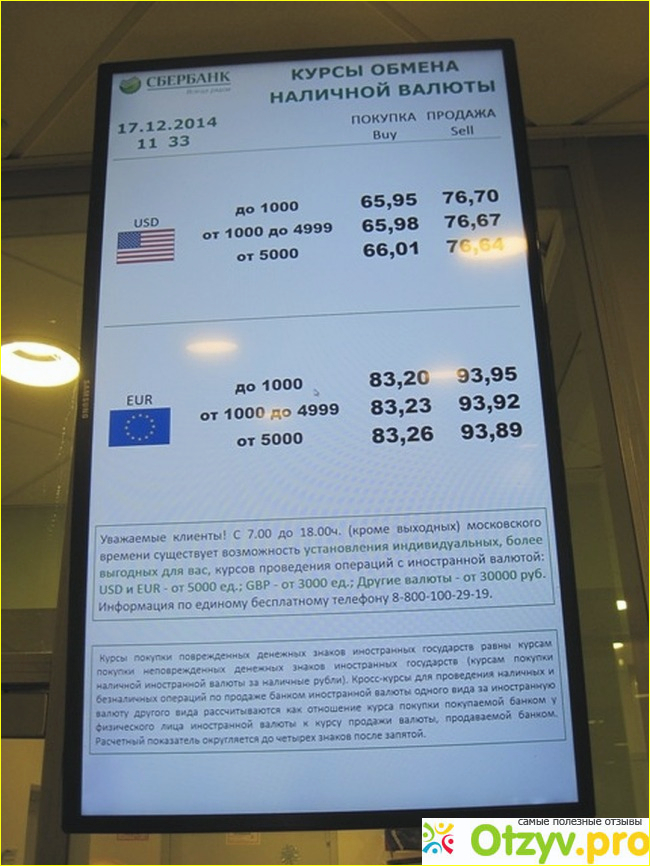 СБЕРБАНК
Всегда рядом
КУРСЫ ОБМЕНА
НАЛИЧНОЙ ВАЛЮТЫ
17.12.2014
11 33
ПОКУПКА ПРОДАЖА
Buy Sell
USD
до 1000 65,95 76,70
от 1000 до 4999 65,98 76,67
от 5000 66,01 76,64
EUR
до 1000 83,20 93,95
от 1000 до 4999 83,23 93,92
от 5000 83,26 93,89
SAMSUNG
Уважаемые клиенты! С 7.00 до 18.00ч. (кроме выходных) московского
времени существует возможность установления индивидуальных, более
выгодных для вас, курсов проведения операций с иностранной валютой:
USD и EUR - от 5000 ед.; GBP - от 3000 ед.; Другие валюты - от 30000 руб.
Информация по единому бесплатному телефону 8-800-100-29-19.
Курсы покупки поврежденных денежных знаков иностранных государств равны курсам
покупки неповрежденных денежных знаков иностранных государств (курсам покупки
наличной иностранной валюты за наличные рубли). Кросс-курсы для проведения наличных и
безналичных операций по продаже банком иностранной валюты одного вида за иностранную
валюту другого вида рассчитываются как отношение курса покупки покупаемой банком у
физического лица иностранной валюты к курсу продажи валюты, продаваемой банком.
Расчетный показатель округляется до четырех знаков после запятой.
самые полезные отзывы
Otzyv.pro